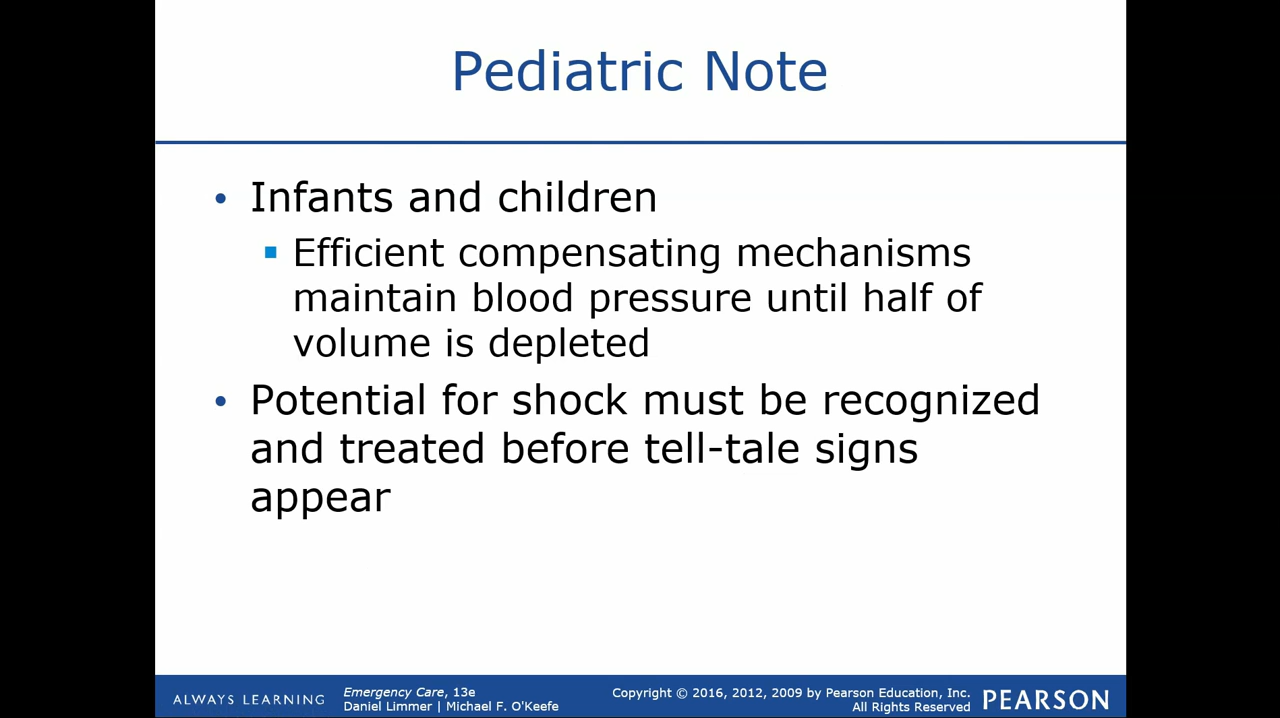 Pediatric Note
• Infants and children
▪ Efficient compensating mechanisms
maintain blood pressure until half of
volume is depleted
• Potential for shock must be recognized
and treated before tell-tale signs
appear
ALWAYS LEARNING
Emergency Care, 13e
Daniel Limmer | Michael F. O'Keefe
Copyright © 2016, 2012, 2009 by Pearson Education, Inc.
All Rights Reserved
PEARSON